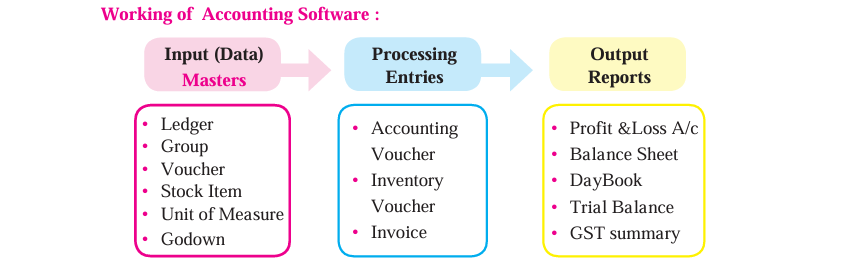 Working of Accounting Software :
Input (Data)
Masters
Processing
Entries
Output
Reports
• Ledger
• Group
• Voucher
• Stock Item
• Unit of Measure
• Godown
• Accounting
Voucher
• Inventory
Voucher
• Invoice
• Profit &Loss A/c
• Balance Sheet
• DayBook
• Trial Balance
• GST summary